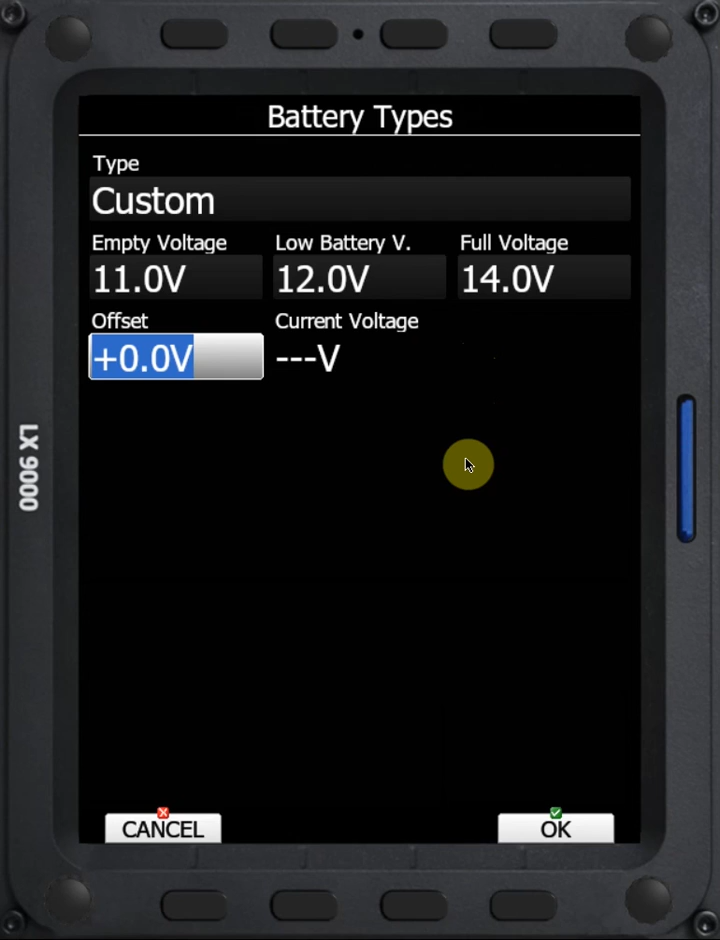 Battery Types
Type
Custom
Empty Voltage Low Battery V. Full Voltage
11.0V 12.0V 14.0V
Offset Current Voltage
+0.0V ---V
LX 9000
CANCEL OK